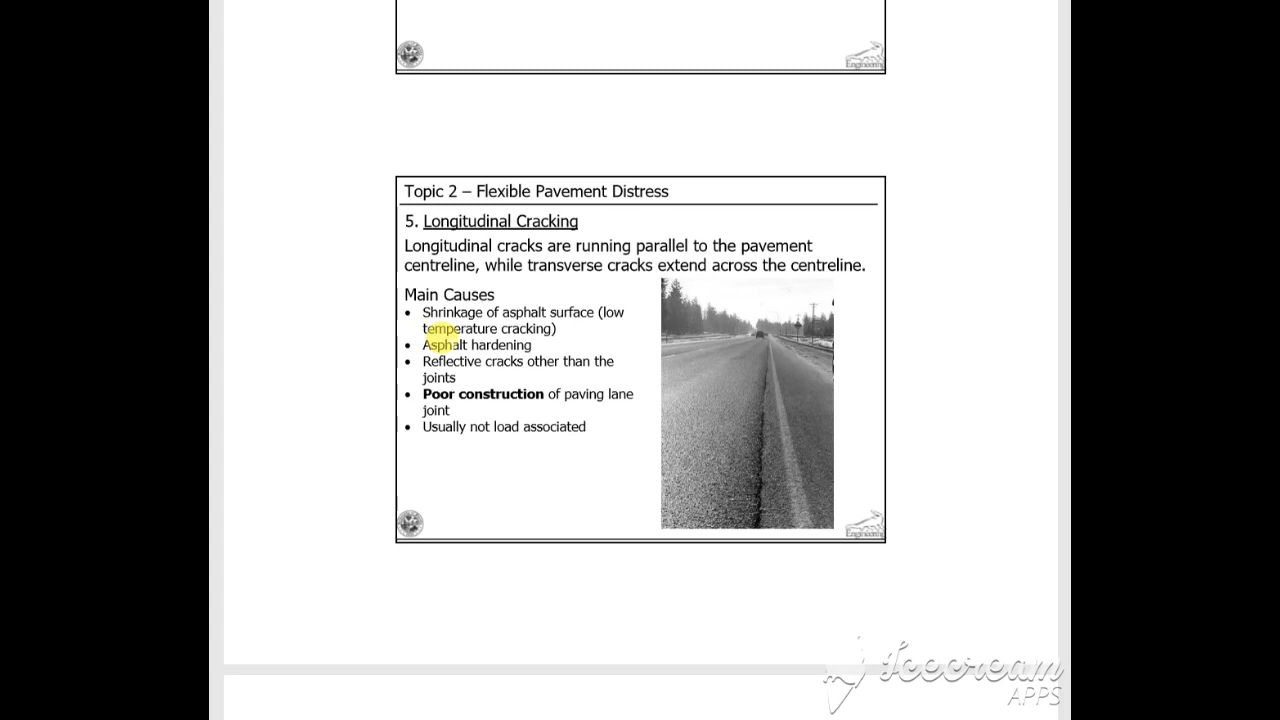 Engineering
Topic 2 – Flexible Pavement Distress
5. Longitudinal Cracking
Longitudinal cracks are running parallel to the pavement
centreline, while transverse cracks extend across the centreline.
Main Causes
• Shrinkage of asphalt surface (low
temperature cracking)
• Asphalt hardening
• Reflective cracks other than the
joints
• Poor construction of paving lane
joint
• Usually not load associated
Engineering
Icecream
APPS